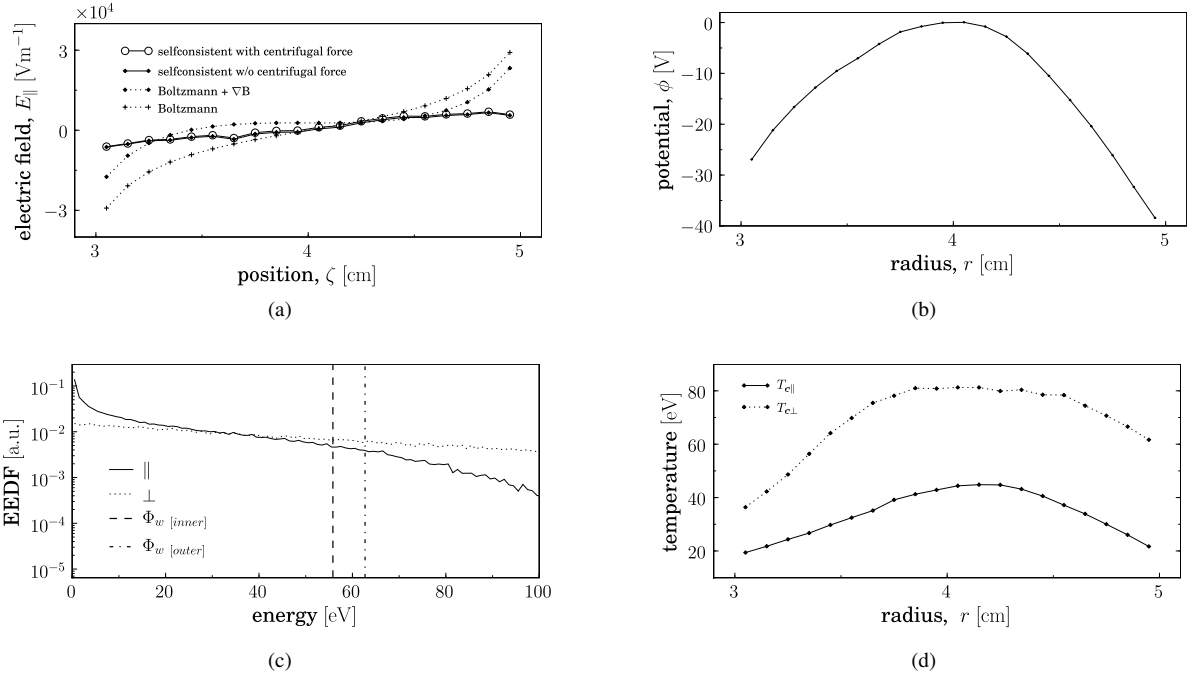 ×10⁴
electric field, E∥ [Vm⁻¹]
3
0
−3
selfconsistent with centrifugal force
selfconsistent w/o centrifugal force
Boltzmann + ∇B
Boltzmann
3 4 5
position, ζ [cm]
(a)
potential, ϕ [V]
0
−10
−20
−30
−40
3 4 5
radius, r [cm]
(b)
EEDF [a.u.]
10⁻¹
10⁻²
10⁻³
10⁻⁴
10⁻⁵
∥
⊥
Φw [inner]
Φw [outer]
0 20 40 60 80 100
energy [eV]
(c)
temperature [eV]
80
60
40
20
Te∥
Te⊥
3 4 5
radius, r [cm]
(d)